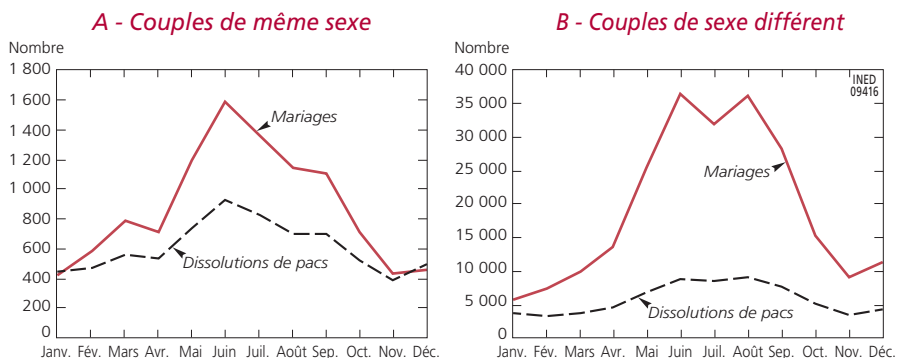 A - Couples de même sexe
Nombre
1 800
1 600
1 400
1 200
1 000
800
600
400
200
0
Mariages
Dissolutions de pacs
Janv. Fév. Mars Avr. Mai Juin Juil. Août Sep. Oct. Nov. Déc.
B - Couples de sexe différent
Nombre
40 000
35 000
30 000
25 000
20 000
15 000
10 000
5 000
0
INED
09416
Mariages
Dissolutions de pacs
Janv. Fév. Mars Avr. Mai Juin Juil. Août Sep. Oct. Nov. Déc.